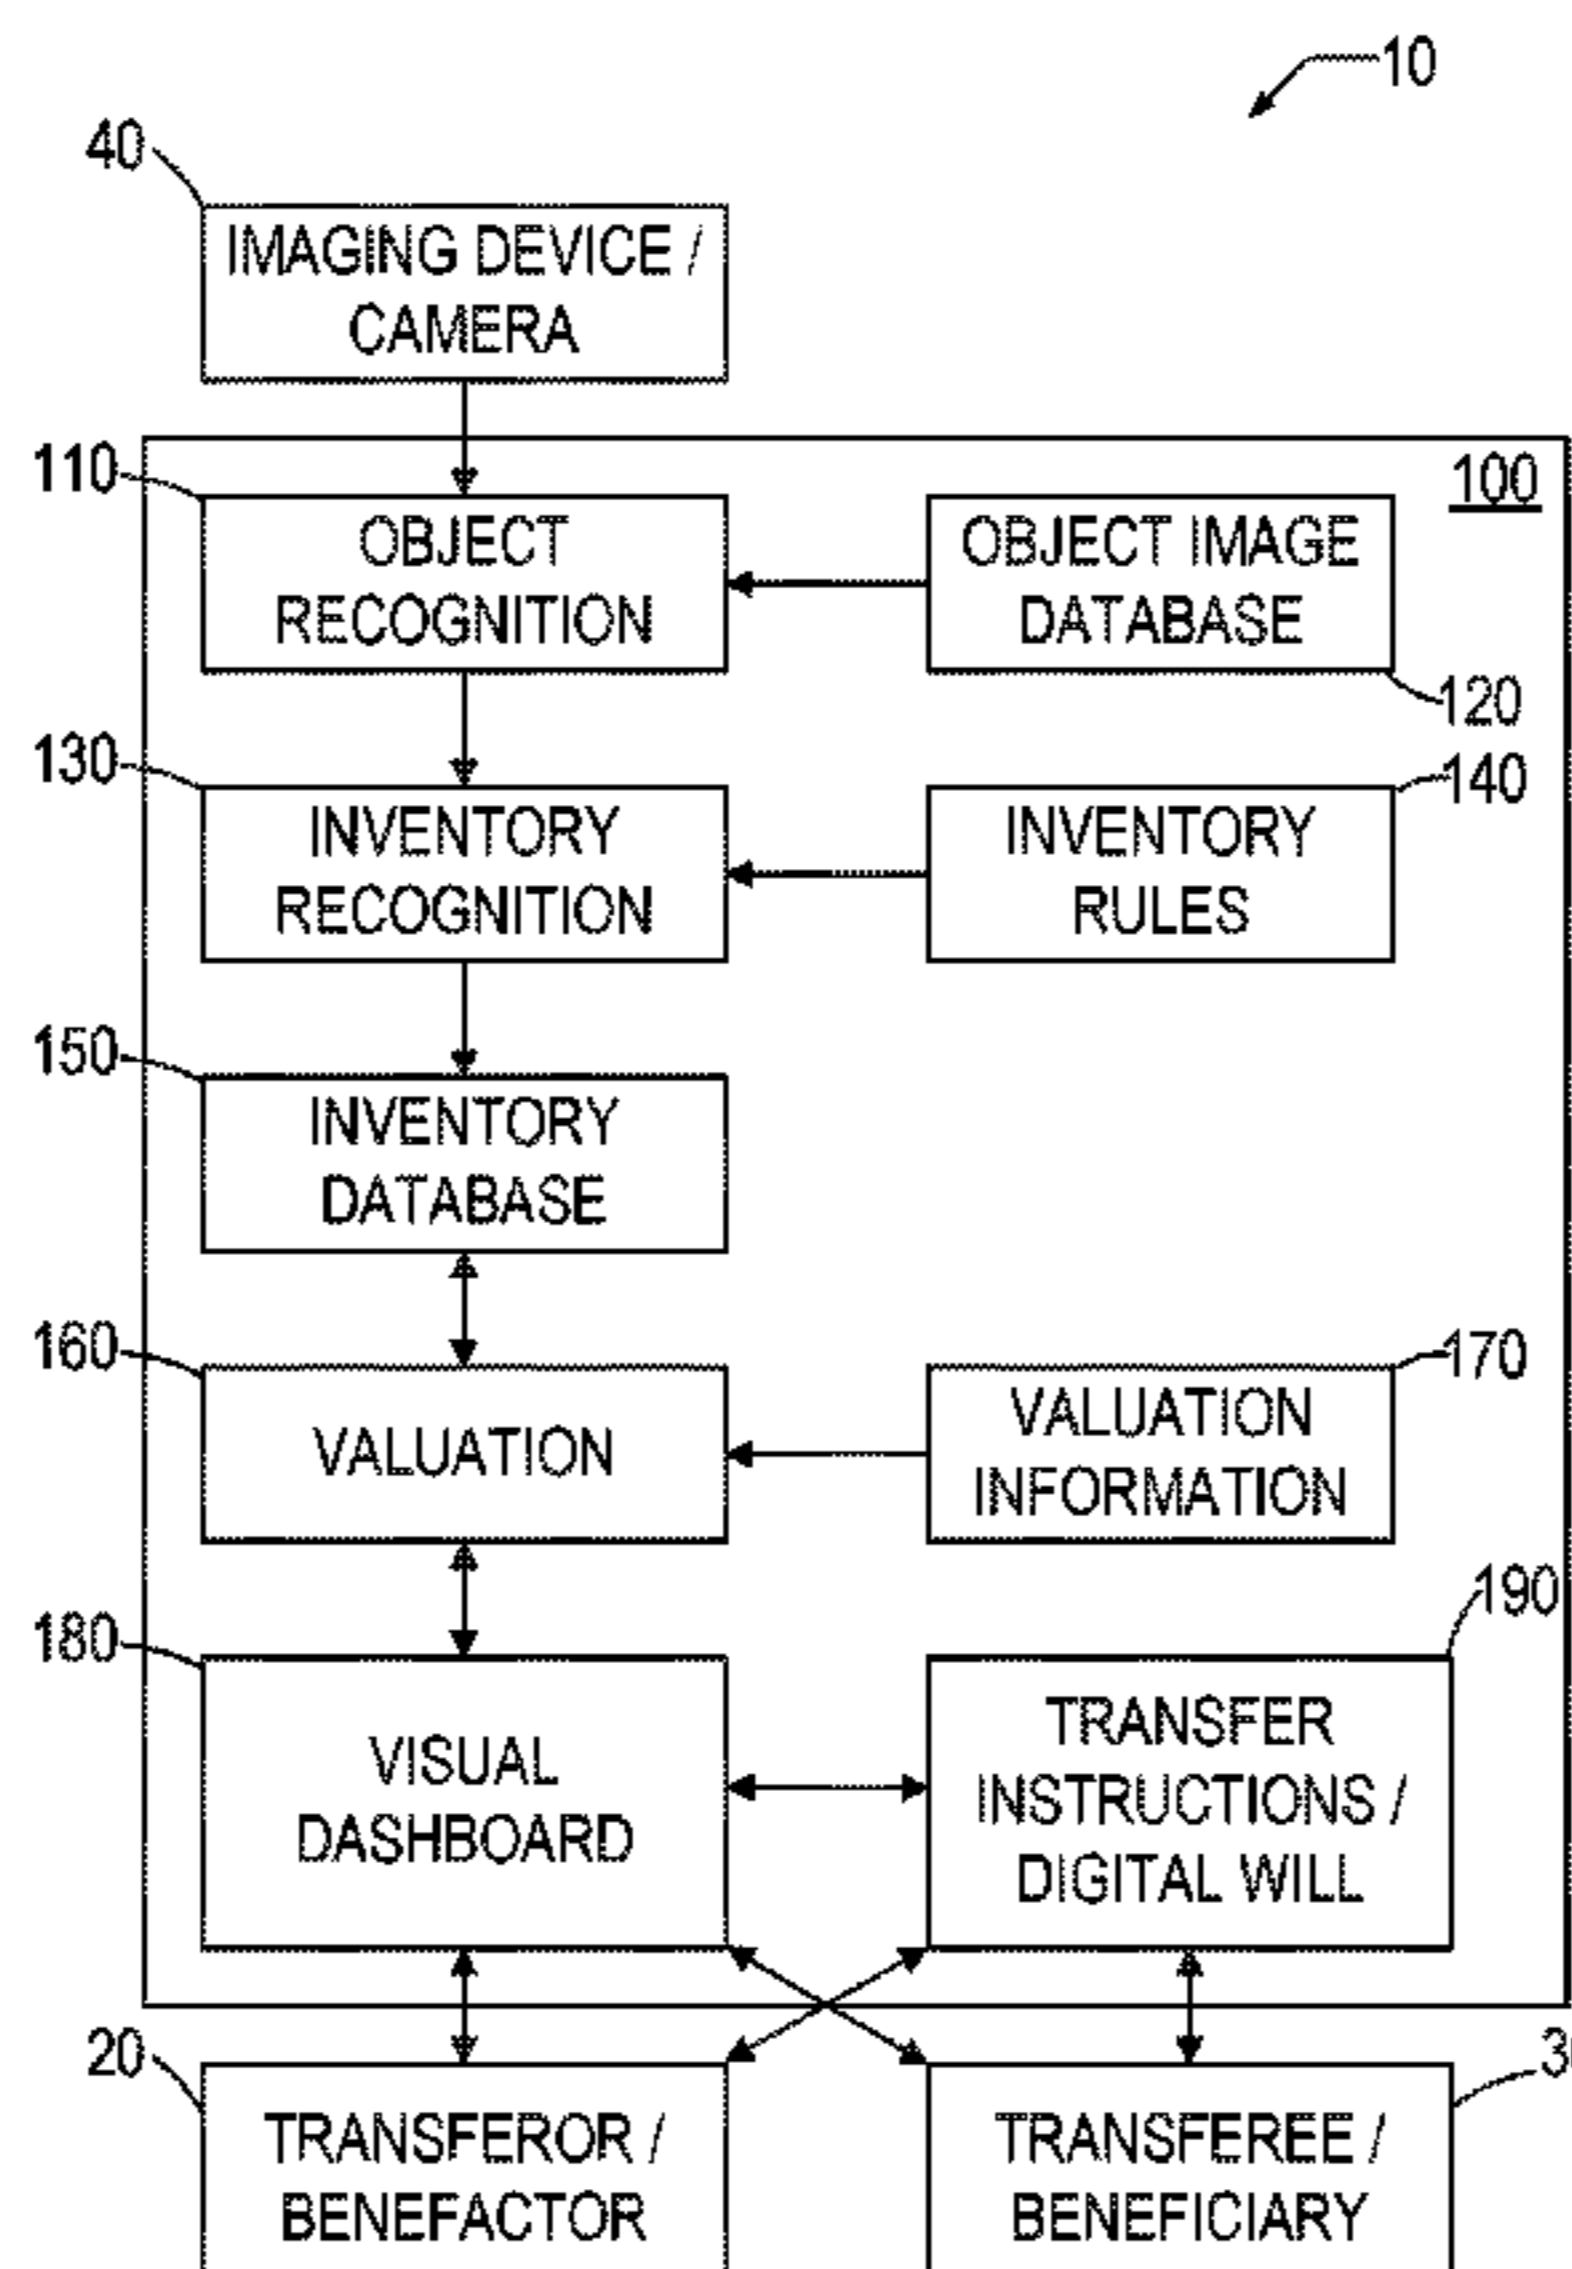 10
40
IMAGING DEVICE /
CAMERA
100
110
OBJECT
RECOGNITION
OBJECT IMAGE
DATABASE
120
130
INVENTORY
RECOGNITION
INVENTORY
RULES
140
150
INVENTORY
DATABASE
160
VALUATION
VALUATION
INFORMATION
170
180
VISUAL
DASHBOARD
190
TRANSFER
INSTRUCTIONS /
DIGITAL WILL
20
TRANSFEROR /
BENEFACTOR
TRANSFEREE /
BENEFICIARY